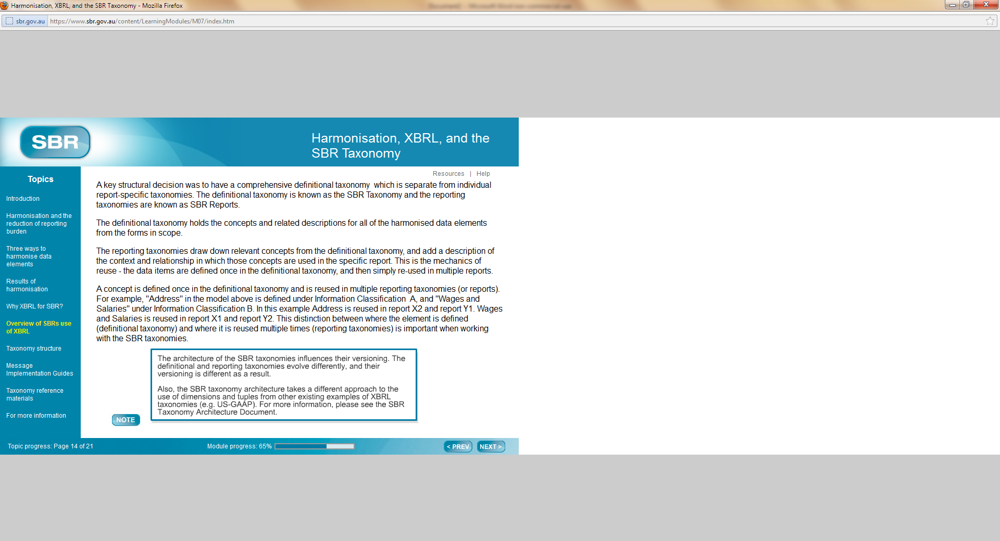 Harmonisation, XBRL, and the SBR Taxonomy - Mozilla Firefox
sbr.gov.au https://www.sbr.gov.au/content/LearningModules/M07/index.htm
SBR
Harmonisation, XBRL, and the
SBR Taxonomy
Resources | Help
Topics
Introduction
Harmonisation and the
reduction of reporting
burden
Three ways to
harmonise data
elements
Results of
harmonisation
Why XBRL for SBR?
Overview of SBRs use
of XBRL
Taxonomy structure
Message
Implementation Guides
Taxonomy reference
materials
For more information
A key structural decision was to have a comprehensive definitional taxonomy  which is separate from individual
report-specific taxonomies. The definitional taxonomy is known as the SBR Taxonomy and the reporting
taxonomies are known as SBR Reports.
The definitional taxonomy holds the concepts and related descriptions for all of the harmonised data elements
from the forms in scope.
The reporting taxonomies draw down relevant concepts from the definitional taxonomy, and add a description of
the context and relationship in which those concepts are used in the specific report. This is the mechanics of
reuse - the data items are defined once in the definitional taxonomy, and then simply re-used in multiple reports.
A concept is defined once in the definitional taxonomy and is reused in multiple reporting taxonomies (or reports).
For example, "Address" in the model above is defined under Information Classification  A, and "Wages and
Salaries" under Information Classification B. In this example Address is reused in report X2 and report Y1. Wages
and Salaries is reused in report X1 and report Y2. This distinction between where the element is defined
(definitional taxonomy) and where it is reused multiple times (reporting taxonomies) is important when working
with the SBR taxonomies.
The architecture of the SBR taxonomies influences their versioning. The
definitional and reporting taxonomies evolve differently, and their
versioning is different as a result.
Also, the SBR taxonomy architecture takes a different approach to the
use of dimensions and tuples from other existing examples of XBRL
taxonomies (e.g. US-GAAP). For more information, please see the SBR
Taxonomy Architecture Document.
NOTE
Topic progress: Page 14 of 21
Module progress: 65%
< PREV
NEXT >